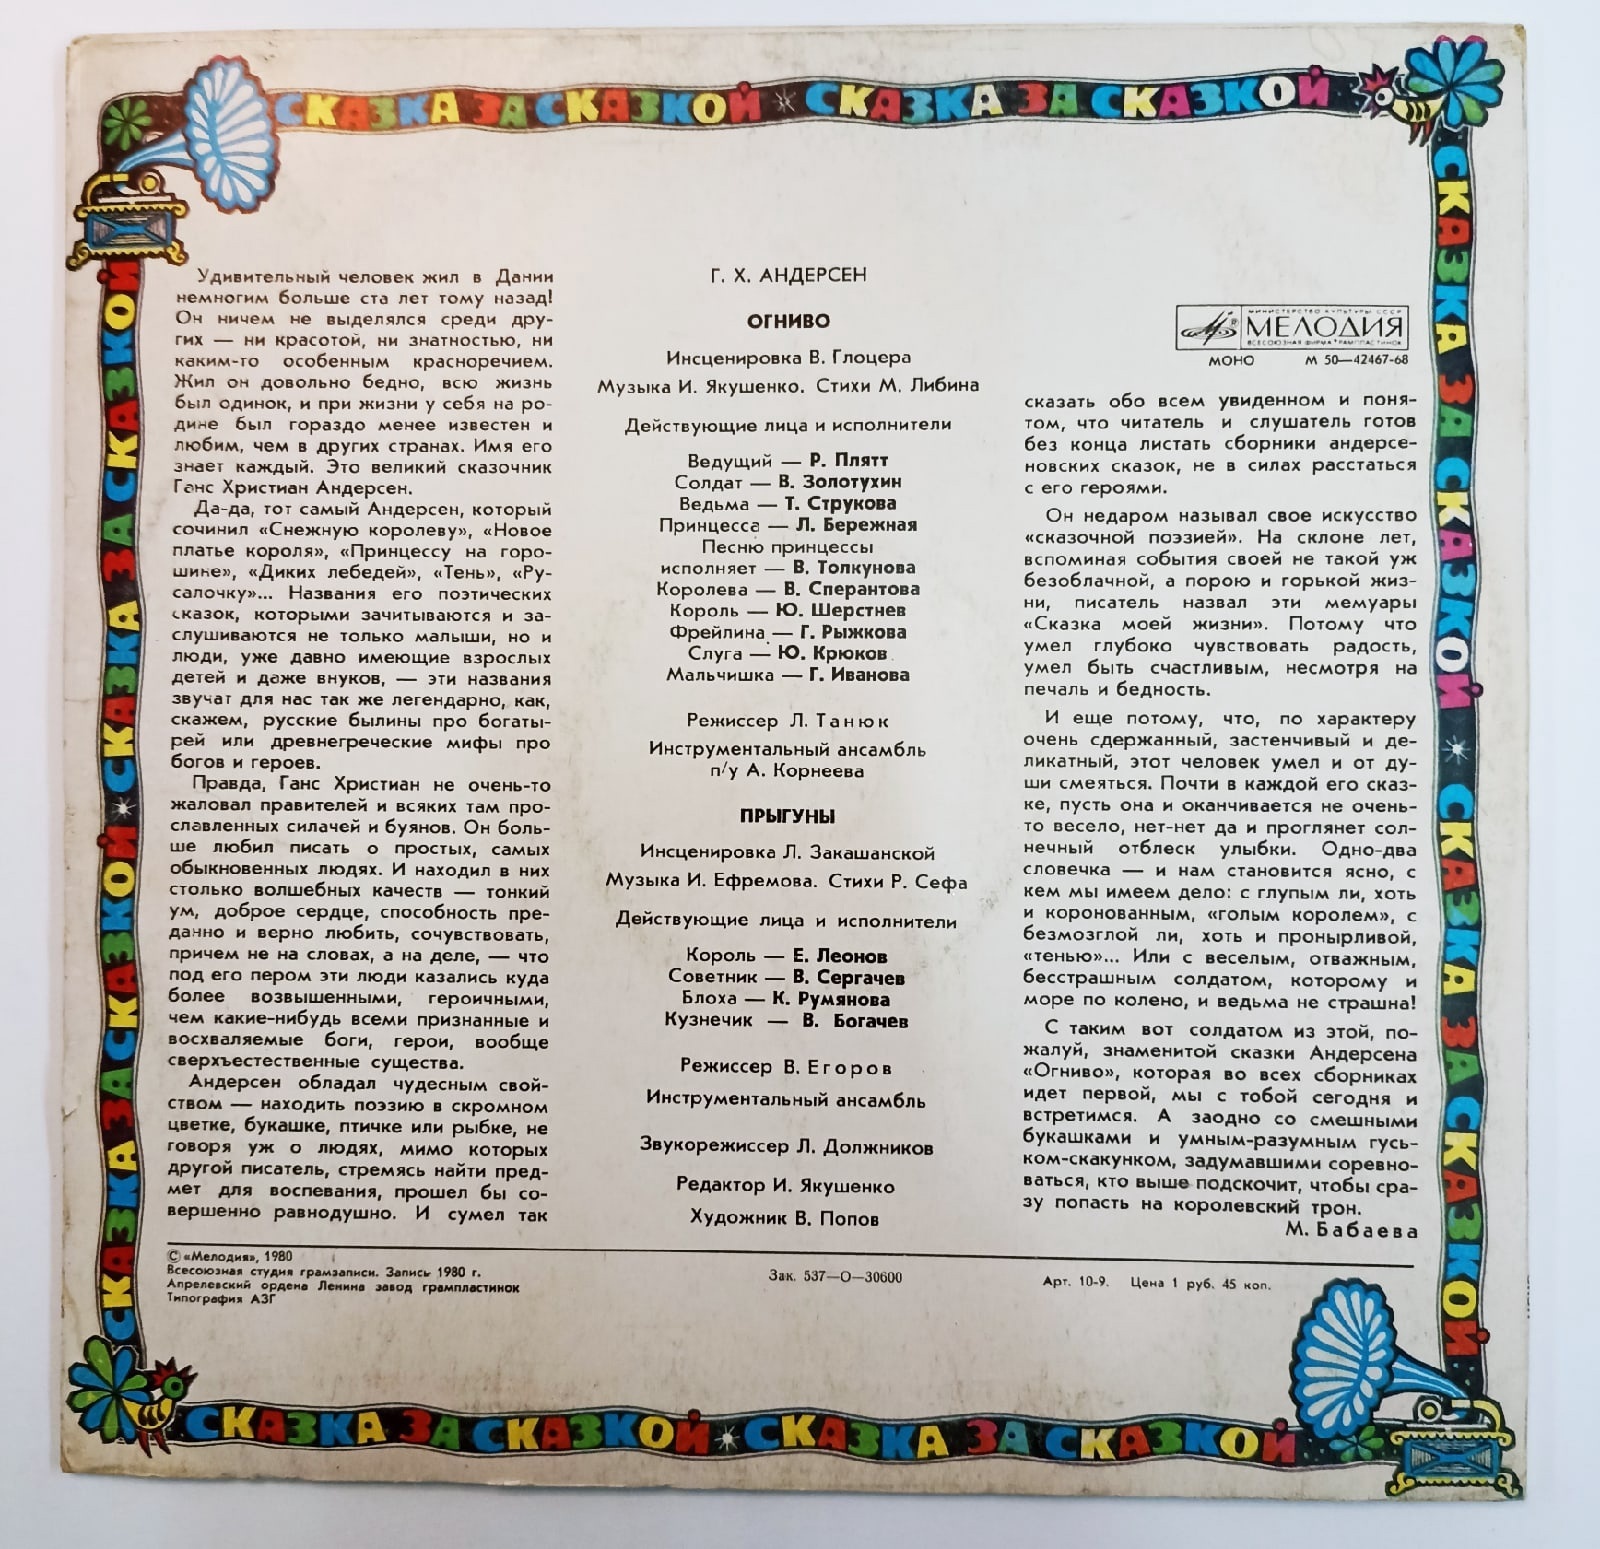 СКАЗКА ЗА СКАЗКОЙ * СКАЗКА ЗА СКАЗКОЙ
СКАЗКА ЗА СКАЗКОЙ * СКАЗКА ЗА СКАЗКОЙ
СКАЗКА ЗА СКАЗКОЙ * СКАЗКА ЗА СКАЗКОЙ
Удивительный человек жил в Дании
немногим больше ста лет тому назад!
Он ничем не выделялся среди дру-
гих — ни красотой, ни знатностью, ни
каким-то особенным красноречием.
Жил он довольно бедно, всю жизнь
был одинок, и при жизни у себя на ро-
дине был гораздо менее известен и
любим, чем в других странах. Имя его
знает каждый. Это великий сказочник
Ганс Христиан Андерсен.
Да-да, тот самый Андерсен, который
сочинил «Снежную королеву», «Новое
платье короля», «Принцессу на горо-
шине», «Диких лебедей», «Тень», «Ру-
салочку»... Названия его поэтических
сказок, которыми зачитываются и за-
слушиваются не только малыши, но и
люди, уже давно имеющие взрослых
детей и даже внуков, — эти названия
звучат для нас так же легендарно, как,
скажем, русские былины про богаты-
рей или древнегреческие мифы про
богов и героев.
Правда, Ганс Христиан не очень-то
жаловал правителей и всяких там про-
славленных силачей и буянов. Он боль-
ше любил писать о простых, самых
обыкновенных людях. И находил в них
столько волшебных качеств — тонкий
ум, доброе сердце, способность пре-
данно и верно любить, сочувствовать,
причем не на словах, а на деле, — что
под его пером эти люди казались куда
более возвышенными, героичными,
чем какие-нибудь всеми признанные и
восхваляемые боги, герои, вообще
сверхъестественные существа.
Андерсен обладал чудесным свой-
ством — находить поэзию в скромном
цветке, букашке, птичке или рыбке, не
говоря уж о людях, мимо которых
другой писатель, стремясь найти пред-
мет для воспевания, прошел бы со-
вершенно равнодушно. И сумел так
Г. Х. АНДЕРСЕН
ОГНИВО
Инсценировка В. Глоцера
Музыка И. Якушенко. Стихи М. Либина
Действующие лица и исполнители
Ведущий — Р. Плятт
Солдат — В. Золотухин
Ведьма — Т. Струкова
Принцесса — Л. Бережная
Песню принцессы
исполняет — В. Толкунова
Королева — В. Сперантова
Король — Ю. Шерстнев
Фрейлина — Г. Рыжкова
Слуга — Ю. Крюков
Мальчишка — Г. Иванова
Режиссер Л. Танюк
Инструментальный ансамбль
п/у А. Корнеева
ПРЫГУНЫ
Инсценировка Л. Закашанской
Музыка И. Ефремова. Стихи Р. Сефа
Действующие лица и исполнители
Король — Е. Леонов
Советник — В. Сергачев
Блоха — К. Румянова
Кузнечик — В. Богачев
Режиссер В. Егоров
Инструментальный ансамбль
Звукорежиссер Л. Должников
Редактор И. Якушенко
Художник В. Попов
МИНИСТЕРСТВО КУЛЬТУРЫ СССР
МЕЛОДИЯ
ВСЕСОЮЗНАЯ ФИРМА ГРАМПЛАСТИНОК
МОНО М 50—42467-68
сказать обо всем увиденном и поня-
том, что читатель и слушатель готов
без конца листать сборники андерсе-
новских сказок, не в силах расстаться
с его героями.
Он недаром называл свое искусство
«сказочной поэзией». На склоне лет,
вспоминая события своей не такой уж
безоблачной, а порою и горькой жиз-
ни, писатель назвал эти мемуары
«Сказка моей жизни». Потому что
умел глубоко чувствовать радость,
умел быть счастливым, несмотря на
печаль и бедность.
И еще потому, что, по характеру
очень сдержанный, застенчивый и де-
ликатный, этот человек умел и от ду-
ши смеяться. Почти в каждой его сказ-
ке, пусть она и оканчивается не очень-
то весело, нет-нет да и проглянет сол-
нечный отблеск улыбки. Одно-два
словечка — и нам становится ясно, с
кем мы имеем дело: с глупым ли, хоть
и коронованным, «голым королем», с
безмозглой ли, хоть и пронырливой,
«тенью»... Или с веселым, отважным,
бесстрашным солдатом, которому и
море по колено, и ведьма не страшна!
С таким вот солдатом из этой, по-
жалуй, знаменитой сказки Андерсена
«Огниво», которая во всех сборниках
идет первой, мы с тобой сегодня и
встретимся. А заодно со смешными
букашками и умным-разумным гусь-
ком-скакунком, задумавшими соревно-
ваться, кто выше подскочит, чтобы сра-
зу попасть на королевский трон.
М. Бабаева
© «Мелодия», 1980
Всесоюзная студия грамзаписи. Запись 1980 г.
Апрелевский ордена Ленина завод грампластинок
Типография АЗГ
Зак. 537—О—30600
Арт. 10-9. Цена 1 руб. 45 коп.
СКАЗКА ЗА СКАЗКОЙ * СКАЗКА ЗА СКАЗКОЙ